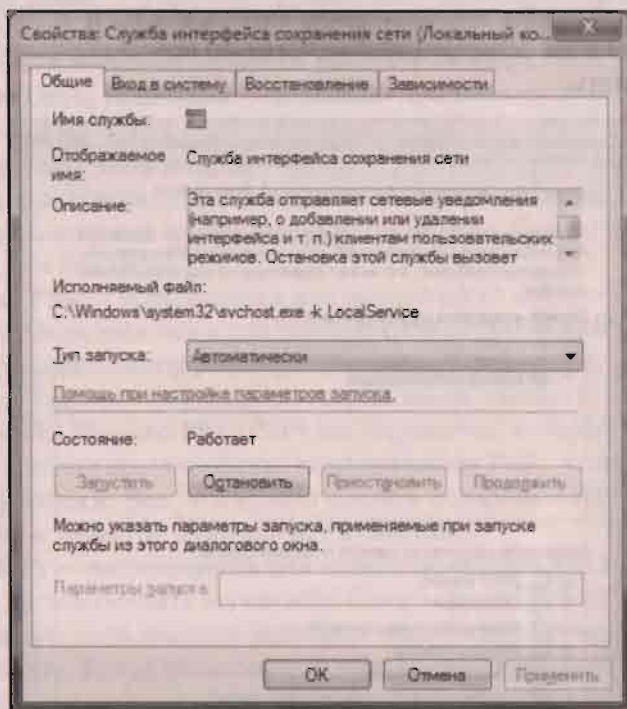 Свойства: Служба интерфейса сохранения сети (Локальный ко...
Общие Вход в систему Восстановление Зависимости
Имя службы:
Отображаемое имя: Служба интерфейса сохранения сети
Описание: Эта служба отправляет сетевые уведомления
(например, о добавлении или удалении
интерфейса и т. п.) клиентам пользовательских
режимов. Остановка этой службы вызовет
Исполняемый файл:
C:\Windows\system32\svchost.exe -k LocalService
Тип запуска: Автоматически
Помощь при настройка параметров запуска.
Состояние: Работает
Запустить Остановить Приостановить Продолжить
Можно указать параметры запуска, применяемые при запуске
службы из этого диалогового окна.
Параметры запуска
OK Отмена Применить